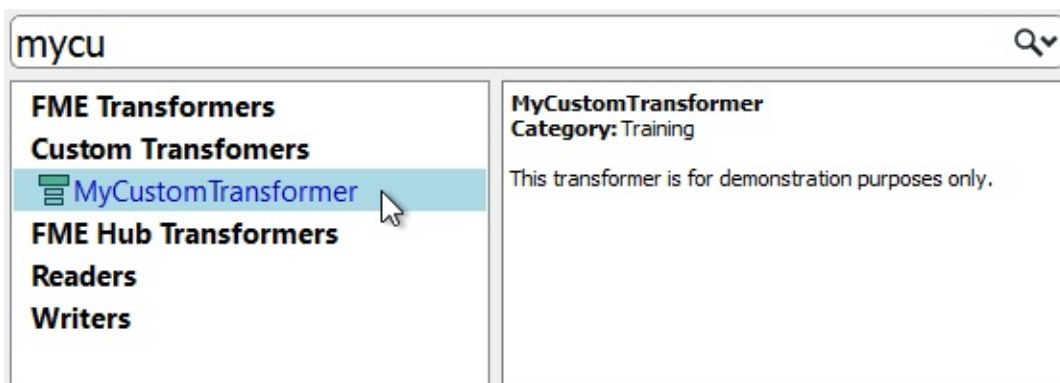 mycu
FME Transformers
Custom Transfomers
MyCustomTransformer
FME Hub Transformers
Readers
Writers
MyCustomTransformer
Category: Training
This transformer is for demonstration purposes only.